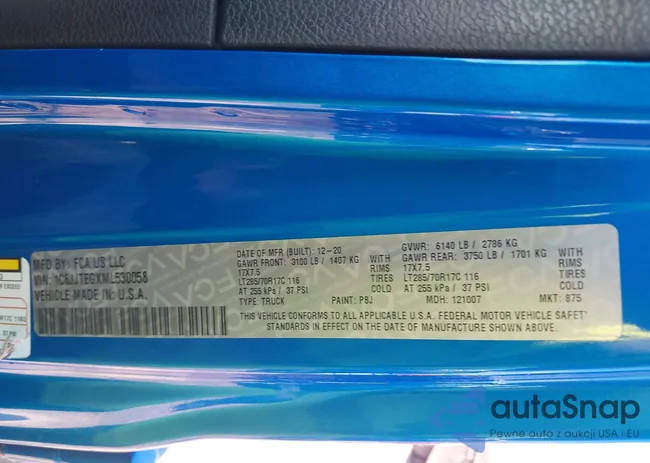 MFD BY: FCA US LLC
VIN: 1C6JJTEGXML530058
VEHICLE MADE IN U.S.A.
DATE OF MFR (BUILT): 12-20
GAWR FRONT: 3100 LB / 1407 KG WITH
17X7.5 RIMS
LT285/70R17C 116 TIRES
AT 255 kPa / 37 PSI COLD
TYPE: TRUCK PAINT: PBJ
GVWR: 6140 LB / 2786 KG
GAWR REAR: 3750 LB / 1701 KG WITH
17X7.5 RIMS
LT285/70R17C 116 TIRES
AT 255 kPa / 37 PSI COLD
MDH: 121007 MKT: 875
*THIS VEHICLE CONFORMS TO ALL APPLICABLE U.S.A. FEDERAL MOTOR VEHICLE SAFETY
STANDARDS IN EFFECT ON THE DATE OF MANUFACTURE SHOWN ABOVE.
37 PSI
autaSnap
Pewne auta z aukcji USA i EU